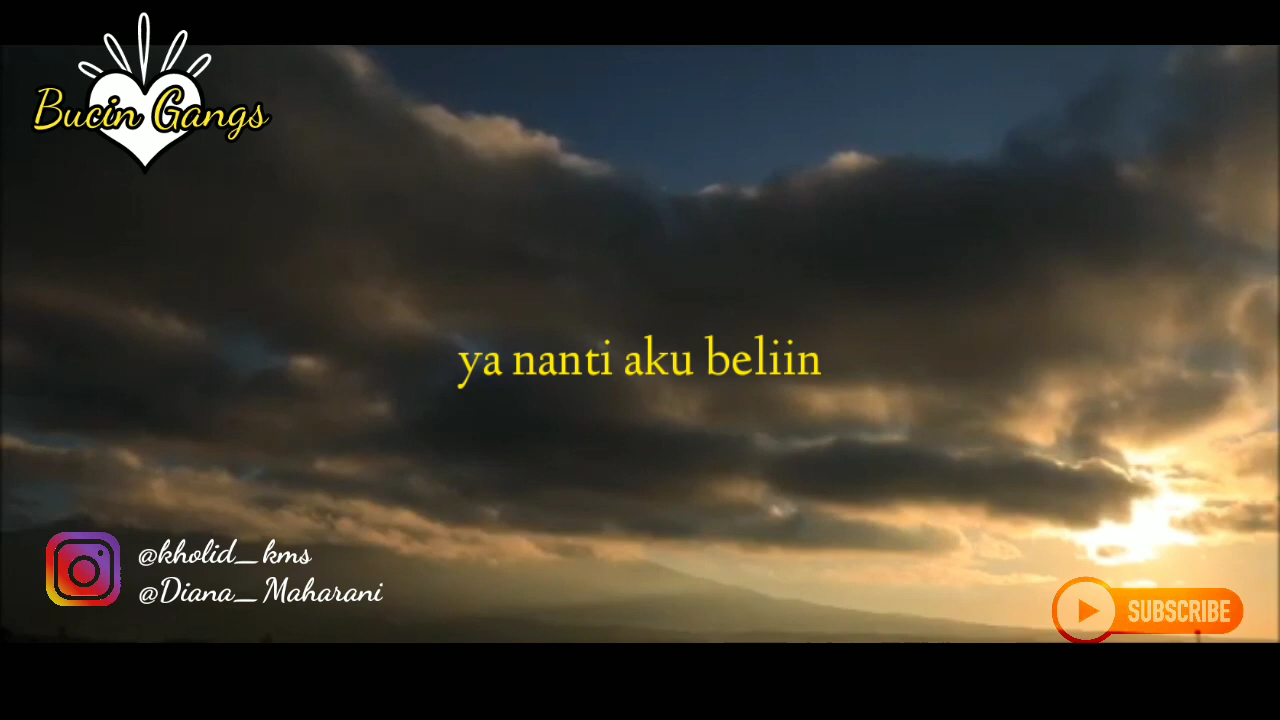 Bucin Gangs
ya nanti aku beliin
@kholid_kms
@Diana_Maharani
SUBSCRIBE